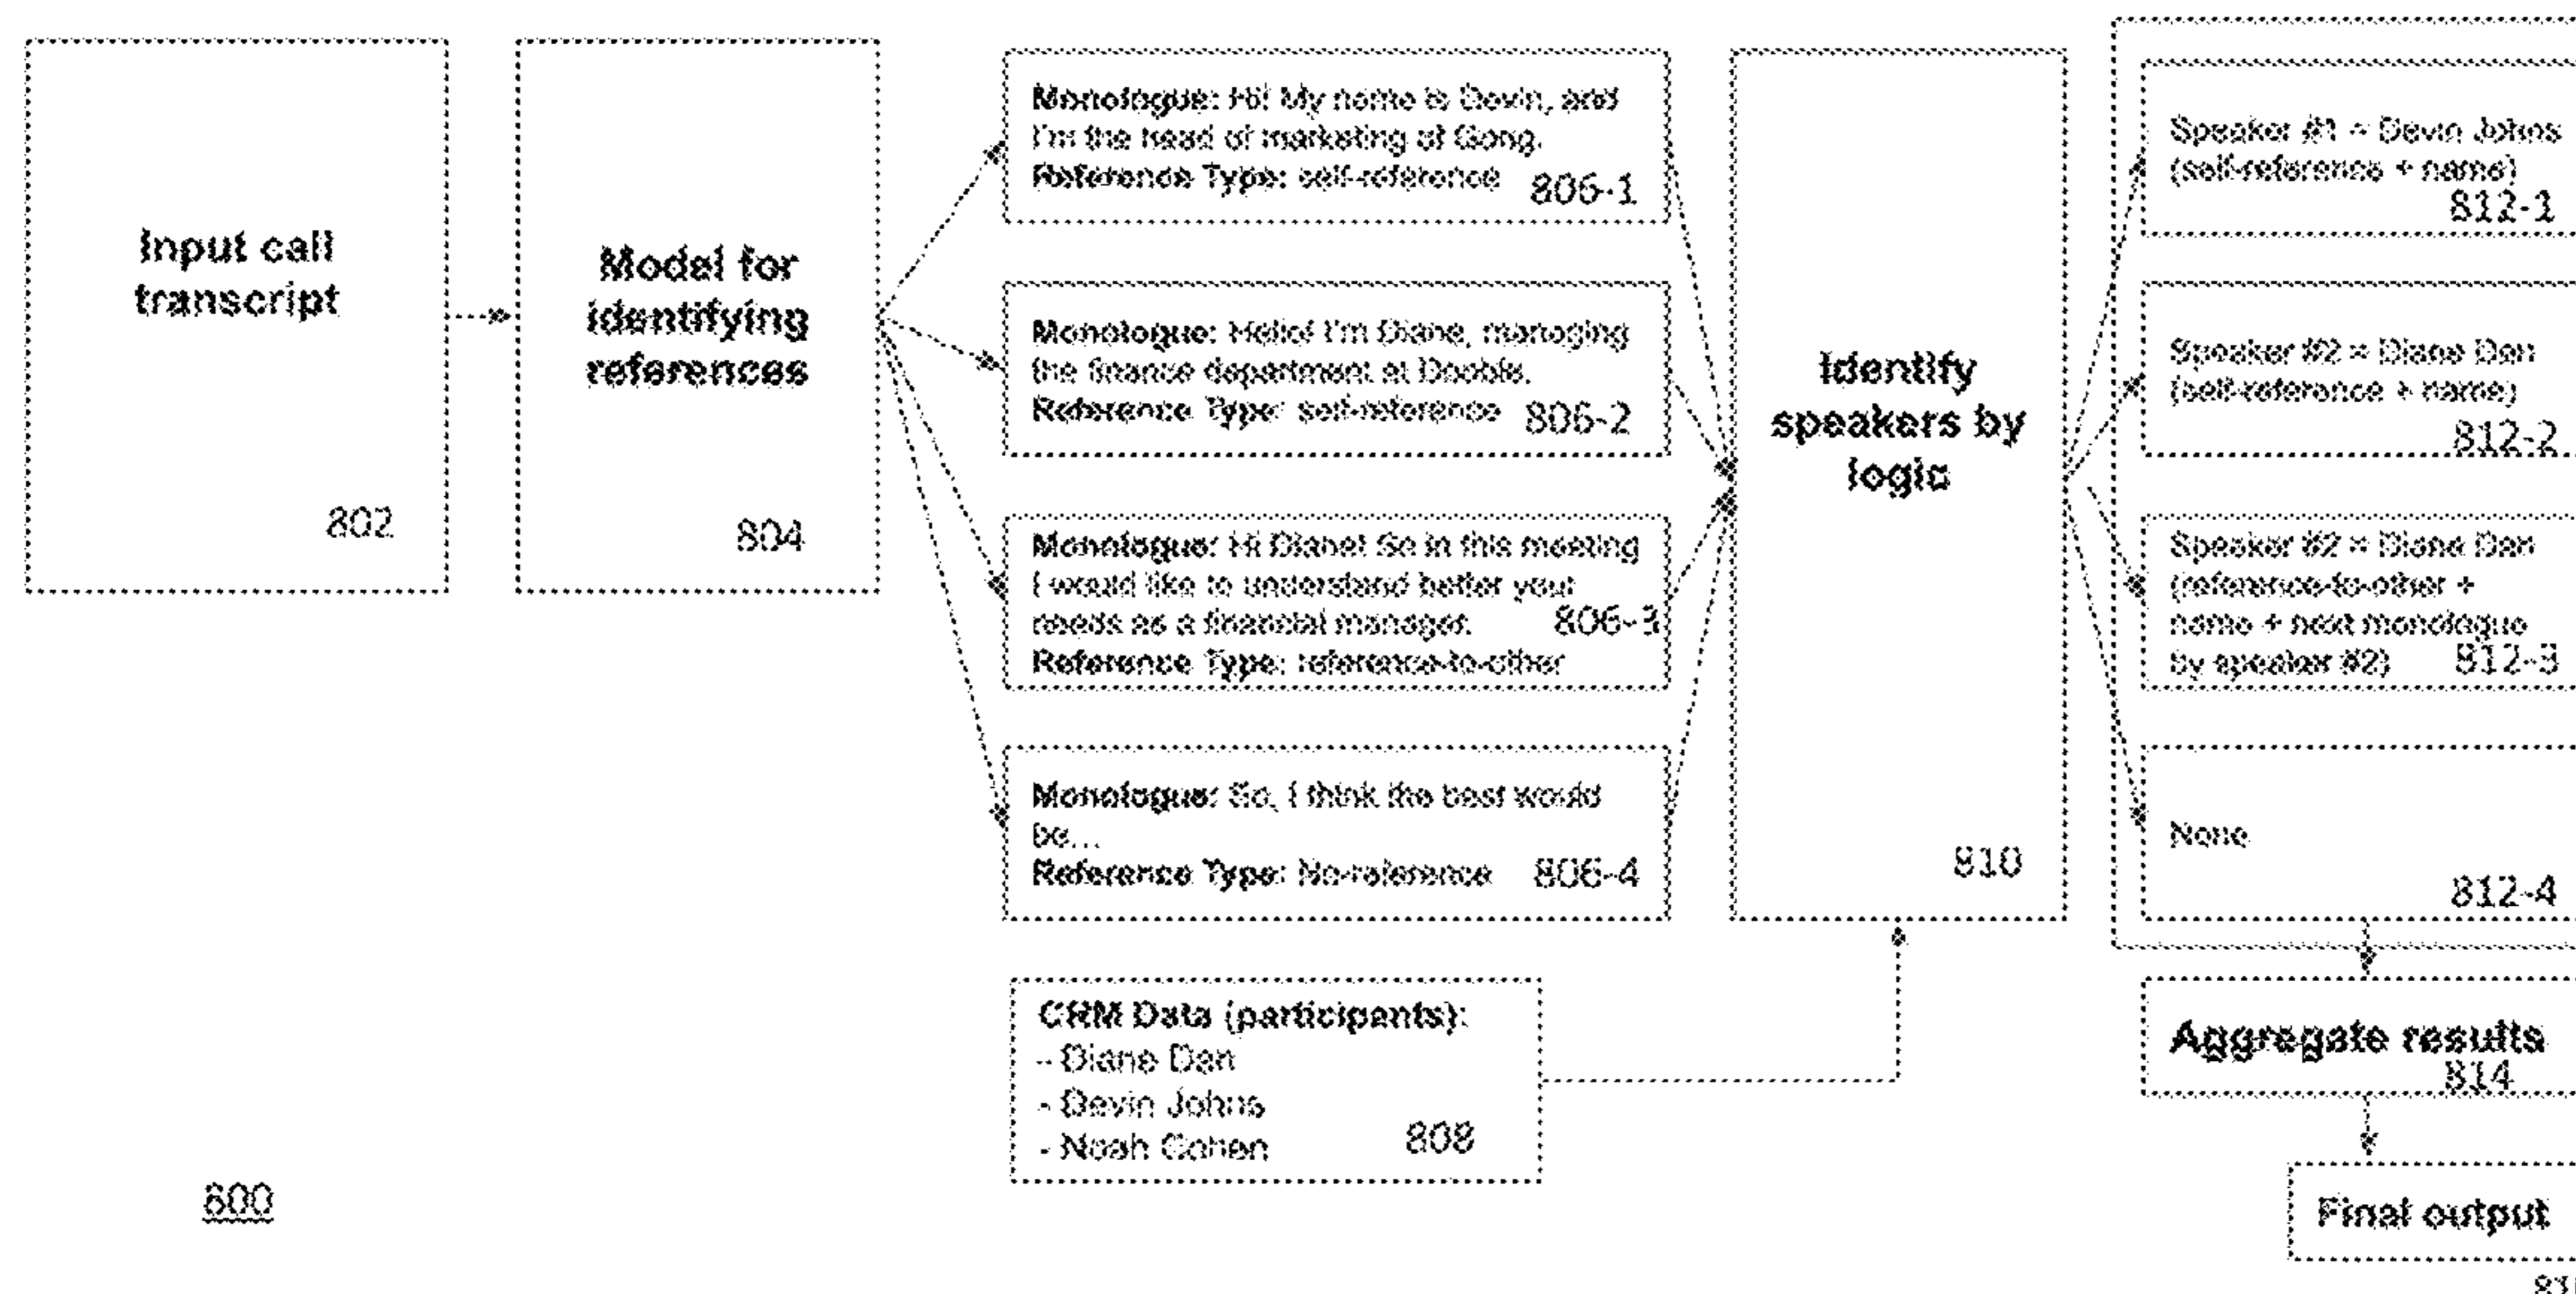 Input call
transcript
802
Model for
identifying
references
804
Monologue: Hi! My name is Devin, and
I'm the head of marketing at Gong.
Reference Type: self-reference 806-1
Monologue: Hello! I'm Diane, managing
the finance department at Dooble.
Reference Type: self-reference 806-2
Monologue: Hi Diane! So in this meeting
I would like to understand better your
needs as a financial manager. 806-3
Reference Type: reference-to-other
Monologue: So, I think the best would
be...
Reference Type: No-reference 806-4
CRM Data (participants):
- Diane Dan
- Devin Johns
- Noah Cohen 808
Identify
speakers by
logic
810
Speaker #1 = Devin Johns
(self-reference + name)
812-1
Speaker #2 = Diane Dan
(self-reference + name)
812-2
Speaker #2 = Diane Dan
(reference-to-other +
name + next monologue
by speaker #2) 812-3
None
812-4
Aggregate results
814
Final output
800